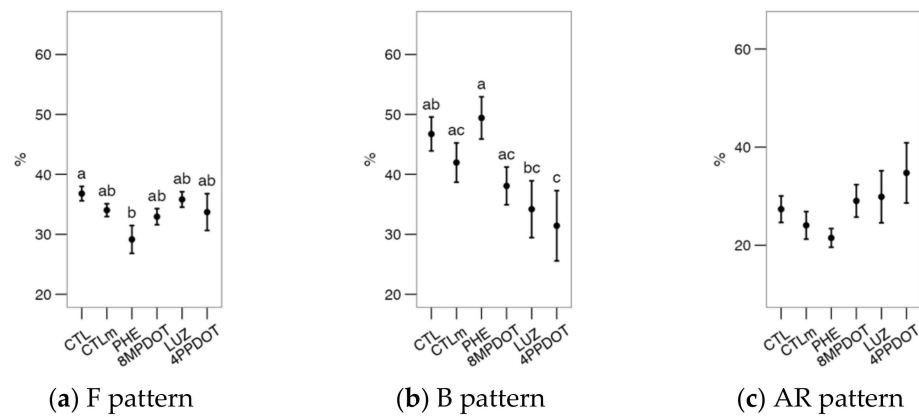 60
50
40
30
20
%
a
ab
b
ab
ab
ab
CTL
CTLm
PHE
8MPDOT
LUZ
4PPDOT
(a) F pattern
60
50
40
30
20
%
ab
ac
a
ac
bc
c
CTL
CTLm
PHE
8MPDOT
LUZ
4PPDOT
(b) B pattern
60
40
20
%
CTL
CTLm
PHE
8MPDOT
LUZ
4PPDOT
(c) AR pattern